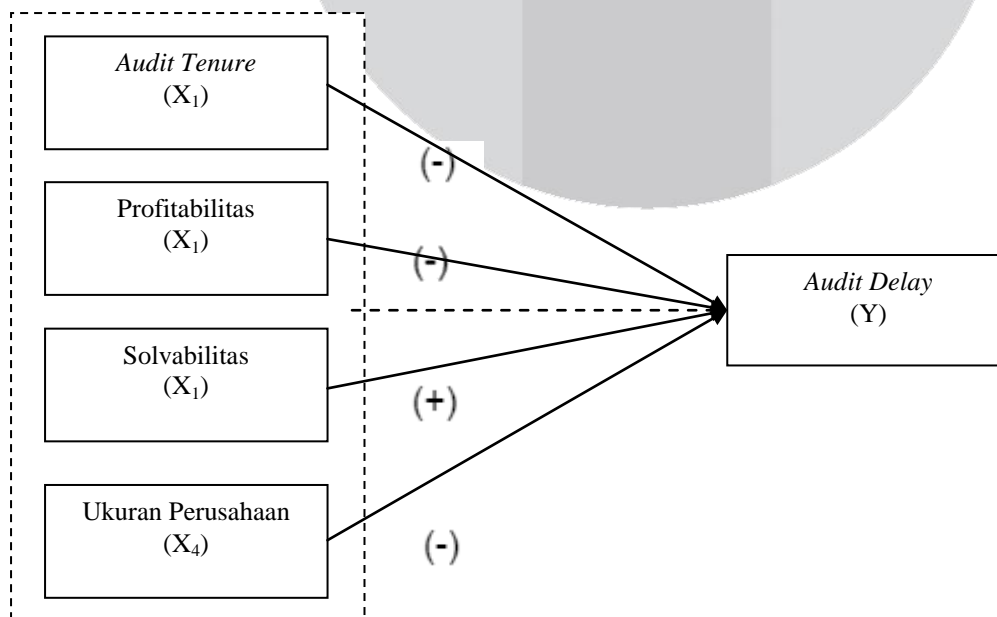 Audit Tenure
(X₁)
(-)
Profitabilitas
(X₁)
(-)
Audit Delay
(Y)
Solvabilitas
(X₁)
(+)
Ukuran Perusahaan
(X₄)
(-)